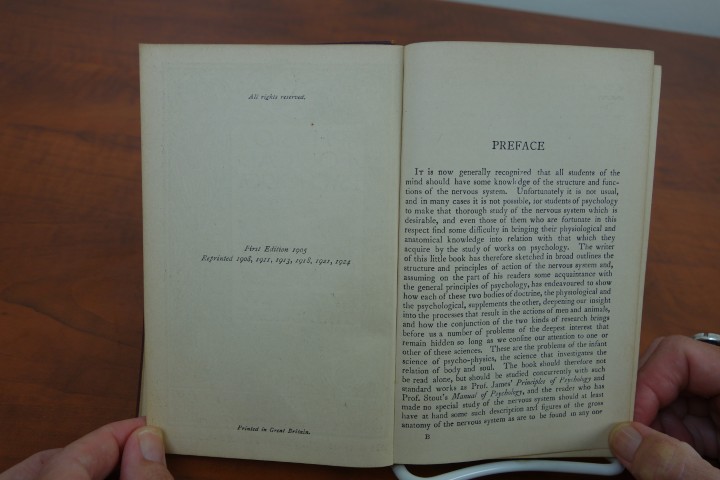 All rights reserved.
First Edition 1905
Reprinted 1908, 1911, 1913, 1918, 1921, 1924
Printed in Great Britain.
PREFACE
IT is now generally recognized that all students of the
mind should have some knowledge of the structure and func-
tions of the nervous system. Unfortunately it is not usual,
and in many cases it is not possible, for students of psychology
to make that thorough study of the nervous system which is
desirable, and even those of them who are fortunate in this
respect find some difficulty in bringing their physiological and
anatomical knowledge into relation with that which they
acquire by the study of works on psychology. The writer
of this little book has therefore sketched in broad outlines the
structure and principles of action of the nervous system and,
assuming on the part of his readers some acquaintance with
the general principles of psychology, has endeavoured to show
how each of these two bodies of doctrine, the physiological and
the psychological, supplements the other, deepening our insight
into the processes that result in the actions of men and animals,
and how the conjunction of the two kinds of research brings
before us a number of problems of the deepest interest that
remain hidden so long as we confine our attention to one or
other of these sciences. These are the problems of the infant
science of psycho-physics, the science that investigates the
relation of body and soul. The book should therefore not
be read alone, but should be studied concurrently with such
standard works as Prof. James' Principles of Psychology and
Prof. Stout's Manual of Psychology, and the reader who has
made no special study of the nervous system should at least
have at hand some such description and figures of the gross
anatomy of the nervous system as are to be found in any one
B